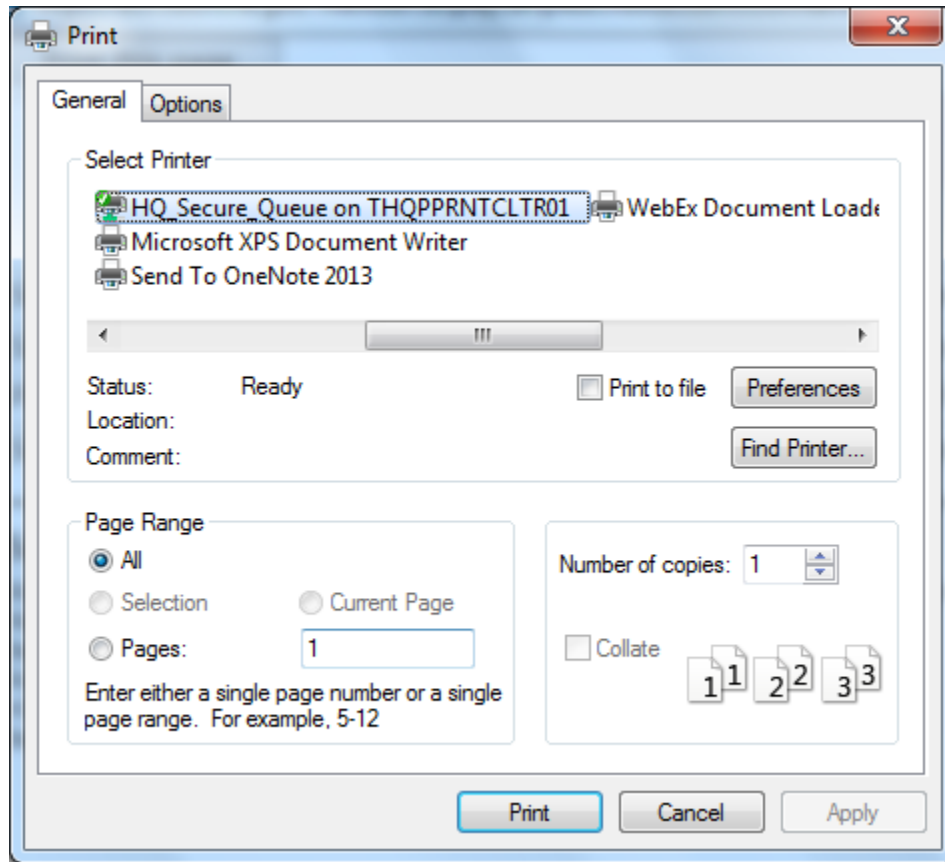 Print
General Options
Select Printer
HQ_Secure_Queue on THQPPRNTCLTR01 WebEx Document Loade
Microsoft XPS Document Writer
Send To OneNote 2013
Status: Ready Print to file Preferences
Location:
Comment: Find Printer...
Page Range
All
Number of copies: 1
Selection Current Page
Pages: 1
Collate
1 1 2 2 3 3
Enter either a single page number or a single
page range. For example, 5-12
Print Cancel Apply